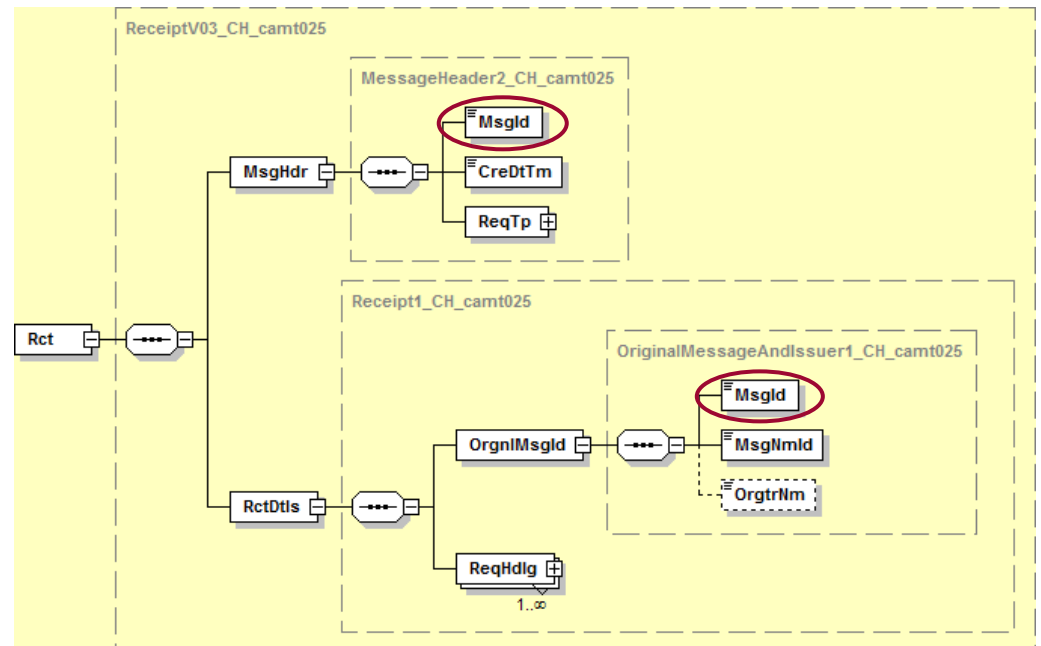 ReceiptV03_CH_camt025
MessageHeader2_CH_camt025
MsgId
MsgHdr
CreDtTm
ReqTp
Receipt1_CH_camt025
Rct
OriginalMessageAndIssuer1_CH_camt025
MsgId
OrgnlMsgId
MsgNmId
OrgtrNm
RctDtls
ReqHdlg
1..∞